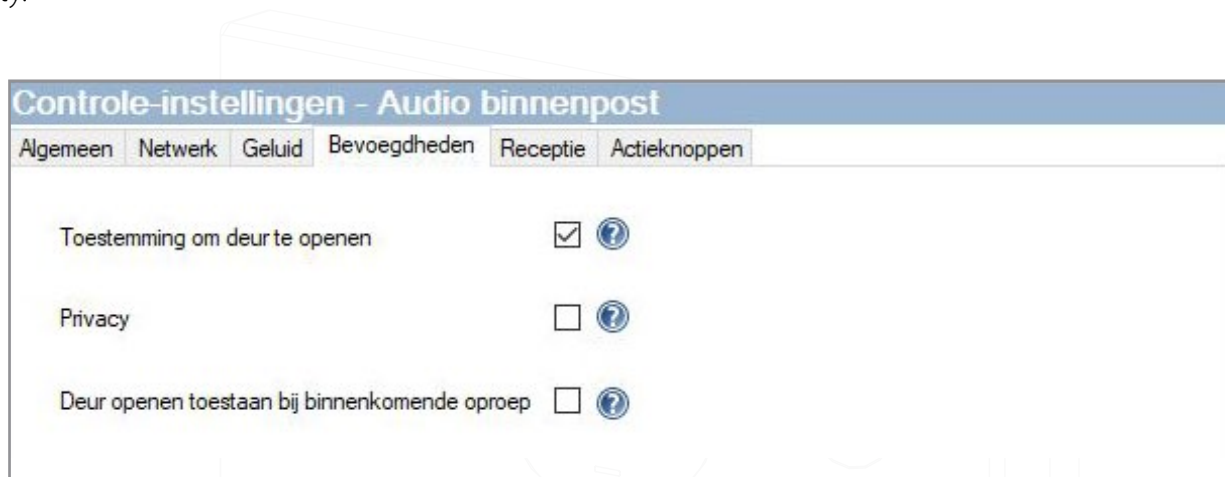 Controle-instellingen - Audio binnenpost
Algemeen Netwerk Geluid Bevoegdheden Receptie Actieknoppen
Toestemming om deur te openen
Privacy
Deur openen toestaan bij binnenkomende oproep